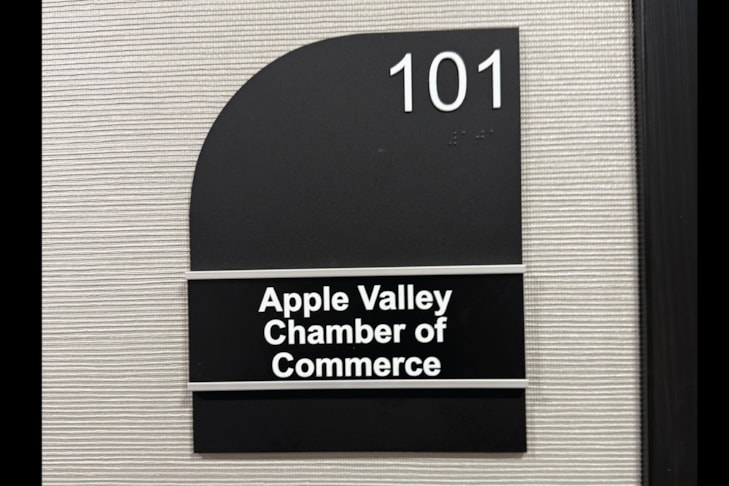 101
Apple Valley
Chamber of
Commerce